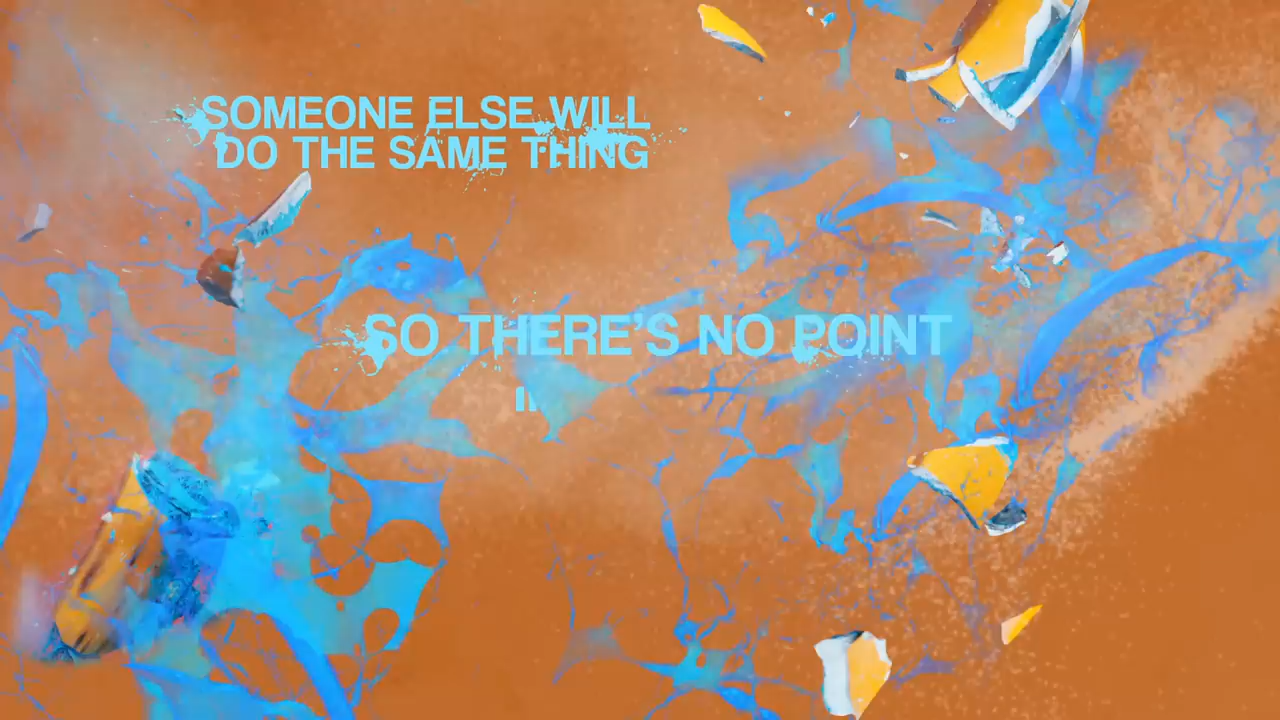 SOMEONE ELSE WILL
DO THE SAME THING
SO THERE'S NO POINT